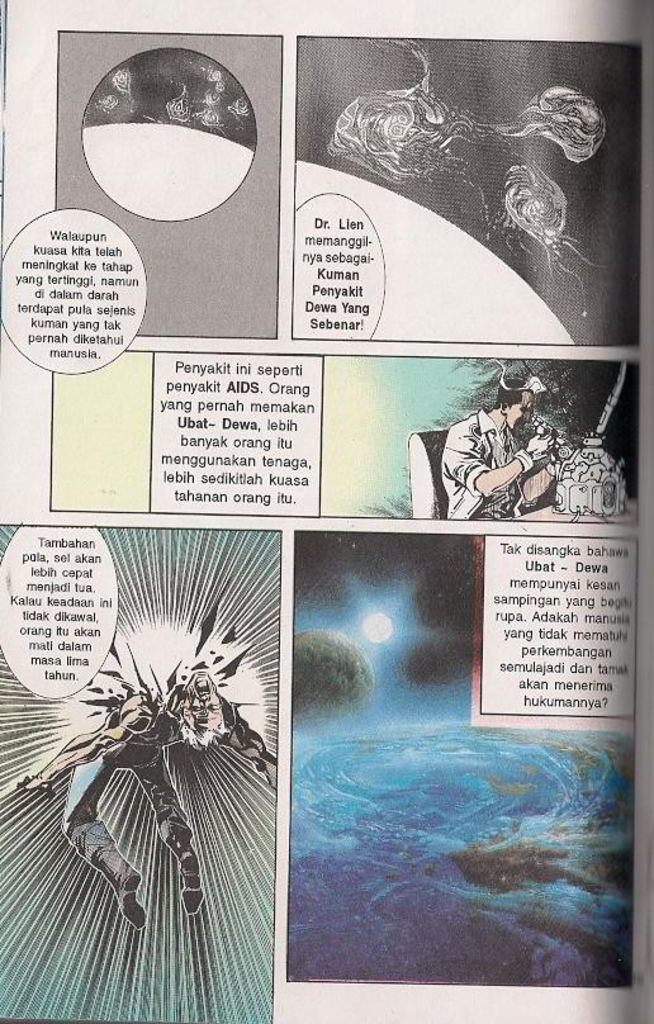 Walaupun
kuasa kita telah
meningkat ke tahap
yang tertinggi, namun
di dalam darah
terdapat pula sejenis
kuman yang tak
pernah diketahui
manusia.
Dr. Lien
memanggil-
nya sebagai-
Kuman
Penyakit
Dewa Yang
Sebenar!
Penyakit ini seperti
penyakit AIDS. Orang
yang pernah memakan
Ubat- Dewa, lebih
banyak orang itu
menggunakan tenaga,
lebih sedikitlah kuasa
tahanan orang itu.
Tambahan
pula, sel akan
lebih cepat
menjadi tua.
Kalau keadaan ini
tidak dikawal,
orang itu akan
mati dalam
masa lima
tahun.
Tak disangka bahawa
Ubat - Dewa
mempunyai kesan
sampingan yang begitu
rupa. Adakah manusia
yang tidak mematuhi
perkembangan
semulajadi dan tamak
akan menerima
hukumannya?